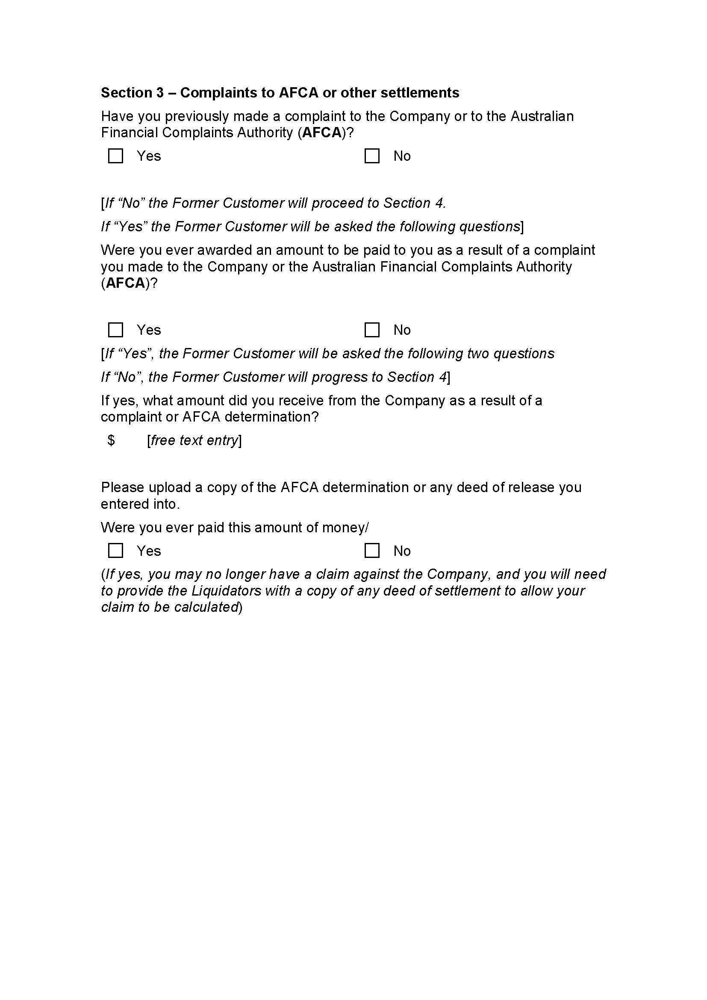 Section 3 – Complaints to AFCA or other settlements
Have you previously made a complaint to the Company or to the Australian
Financial Complaints Authority (AFCA)?
Yes No
[If “No” the Former Customer will proceed to Section 4.
If “Yes” the Former Customer will be asked the following questions]
Were you ever awarded an amount to be paid to you as a result of a complaint
you made to the Company or the Australian Financial Complaints Authority
(AFCA)?
Yes No
[If “Yes”, the Former Customer will be asked the following two questions
If “No”, the Former Customer will progress to Section 4]
If yes, what amount did you receive from the Company as a result of a
complaint or AFCA determination?
$ [free text entry]
Please upload a copy of the AFCA determination or any deed of release you
entered into.
Were you ever paid this amount of money/
Yes No
(If yes, you may no longer have a claim against the Company, and you will need
to provide the Liquidators with a copy of any deed of settlement to allow your
claim to be calculated)